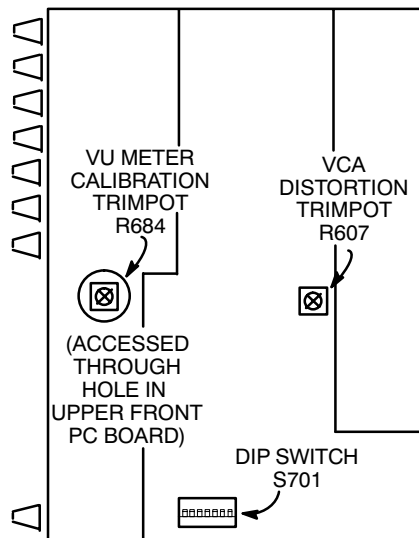 VU METER
CALIBRATION
TRIMPOT
R684
VCA
DISTORTION
TRIMPOT
R607
(ACCESSED
THROUGH
HOLE IN
UPPER FRONT
PC BOARD)
DIP SWITCH
S701